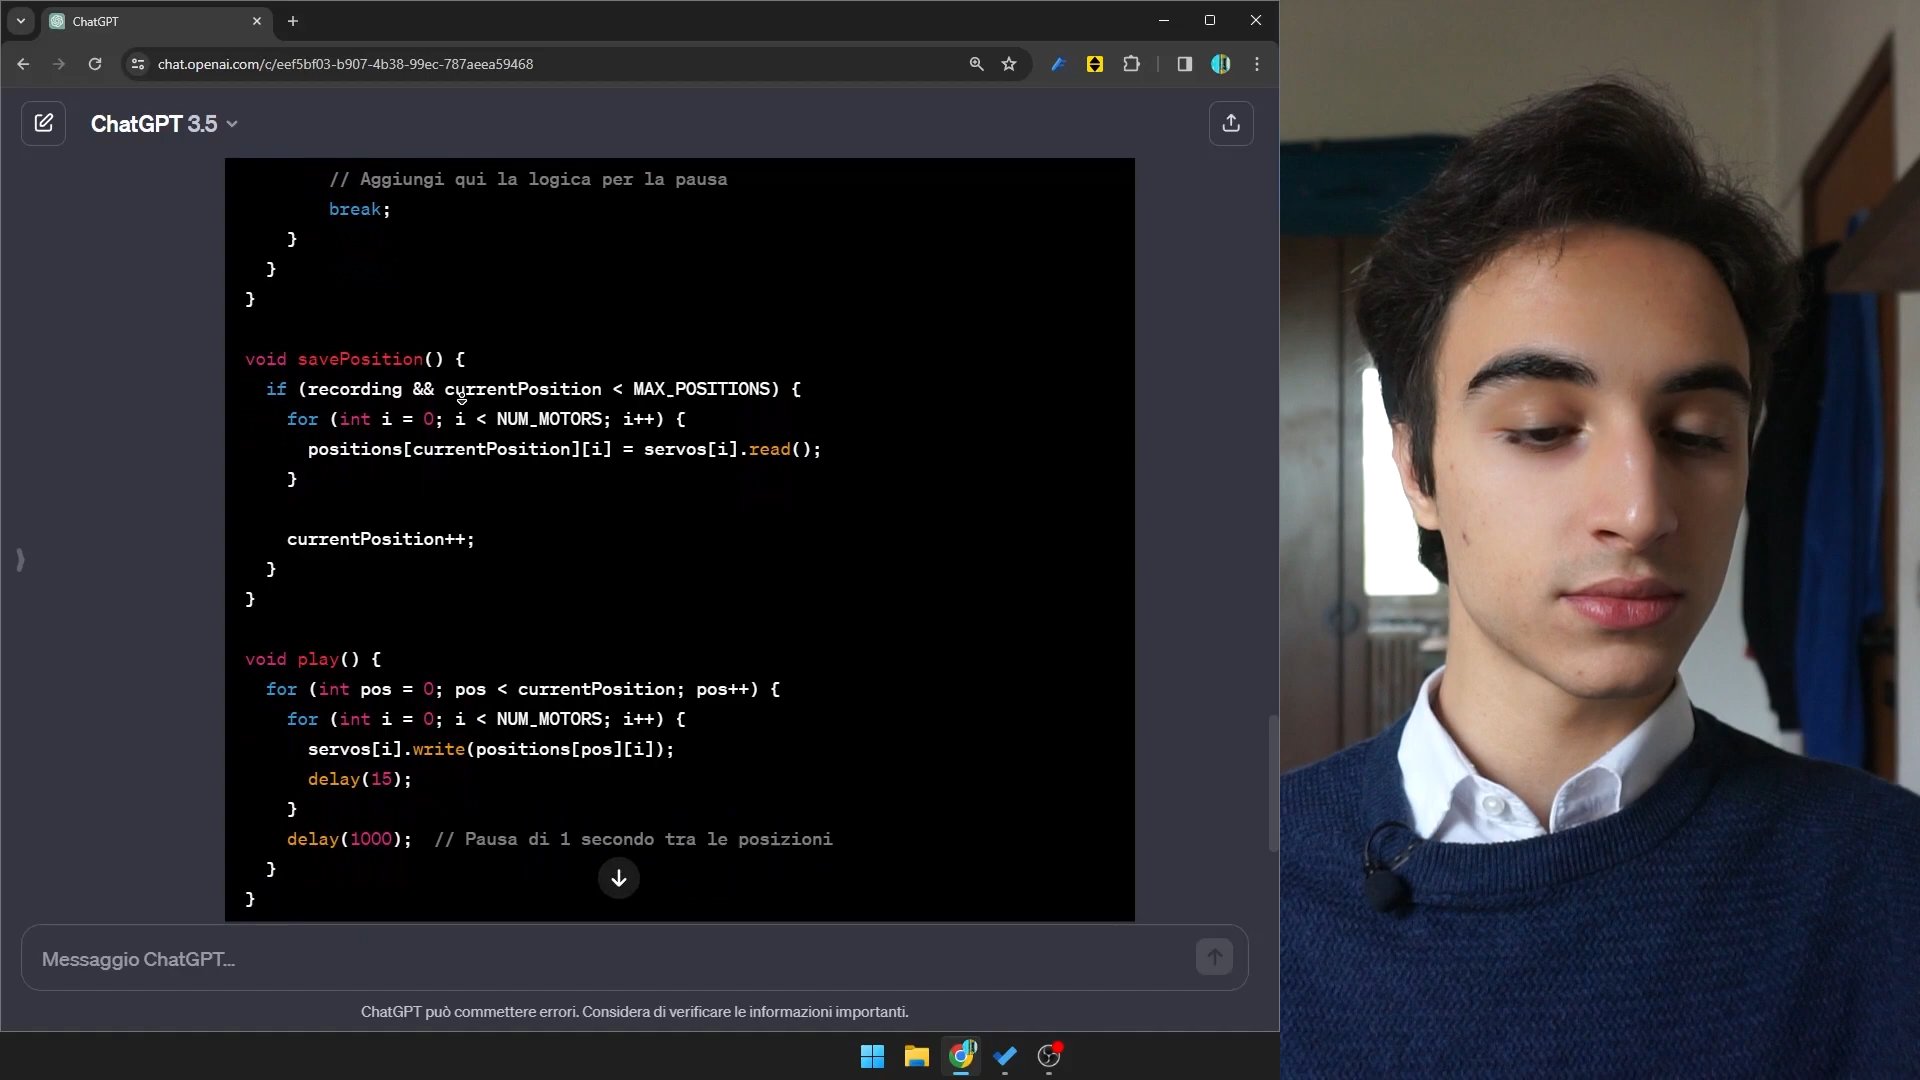 ChatGPT
chat.openai.com/c/eef5bf03-b907-4b38-99ec-787aeea59468
ChatGPT 3.5
// Aggiungi qui la logica per la pausa
break;
}
}
}
void savePosition() {
if (recording && currentPosition < MAX_POSITIONS) {
for (int i = 0; i < NUM_MOTORS; i++) {
positions[currentPosition][i] = servos[i].read();
}
currentPosition++;
}
}
void play() {
for (int pos = 0; pos < currentPosition; pos++) {
for (int i = 0; i < NUM_MOTORS; i++) {
servos[i].write(positions[pos][i]);
delay(15);
}
delay(1000);  // Pausa di 1 secondo tra le posizioni
}
}
Messaggio ChatGPT...
ChatGPT può commettere errori. Considera di verificare le informazioni importanti.